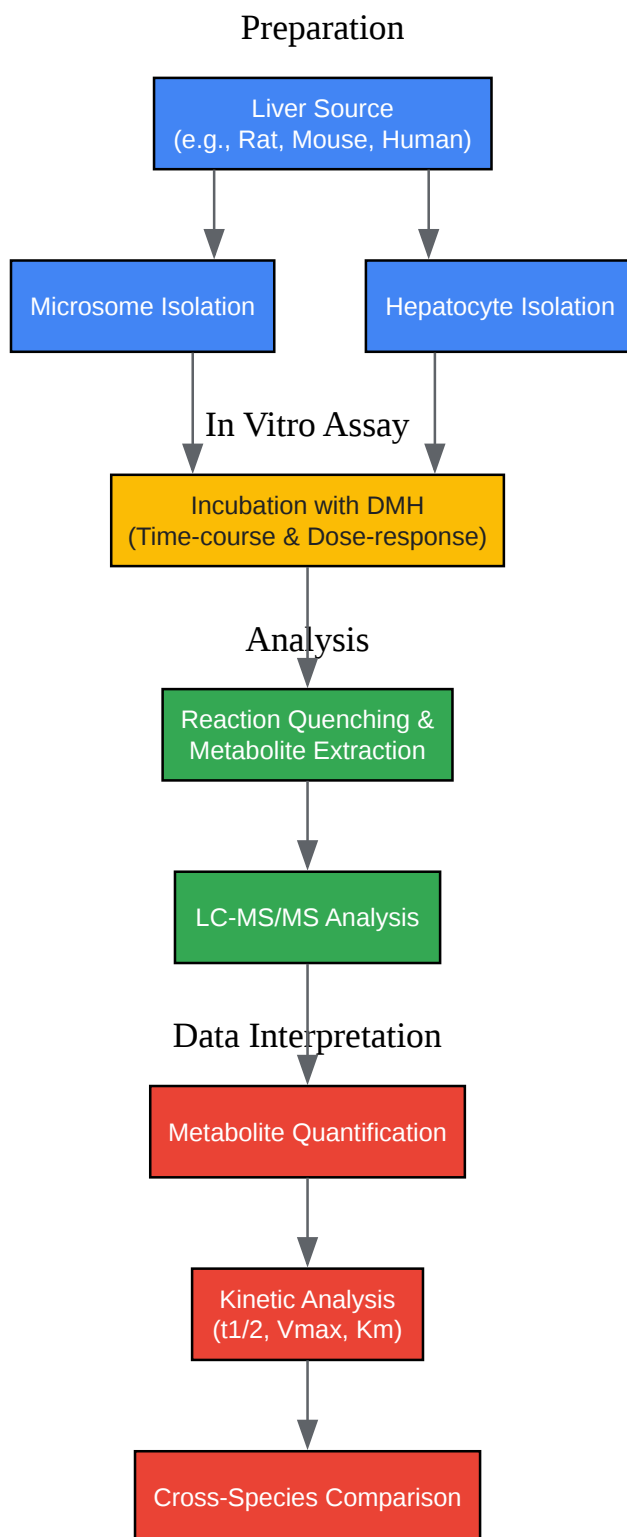 Preparation
Liver Source
(e.g., Rat, Mouse, Human)
Microsome Isolation
Hepatocyte Isolation
In Vitro Assay
Incubation with DMH
(Time-course & Dose-response)
Analysis
Reaction Quenching &
Metabolite Extraction
LC-MS/MS Analysis
Data Interpretation
Metabolite Quantification
Kinetic Analysis
(t1/2, Vmax, Km)
Cross-Species Comparison